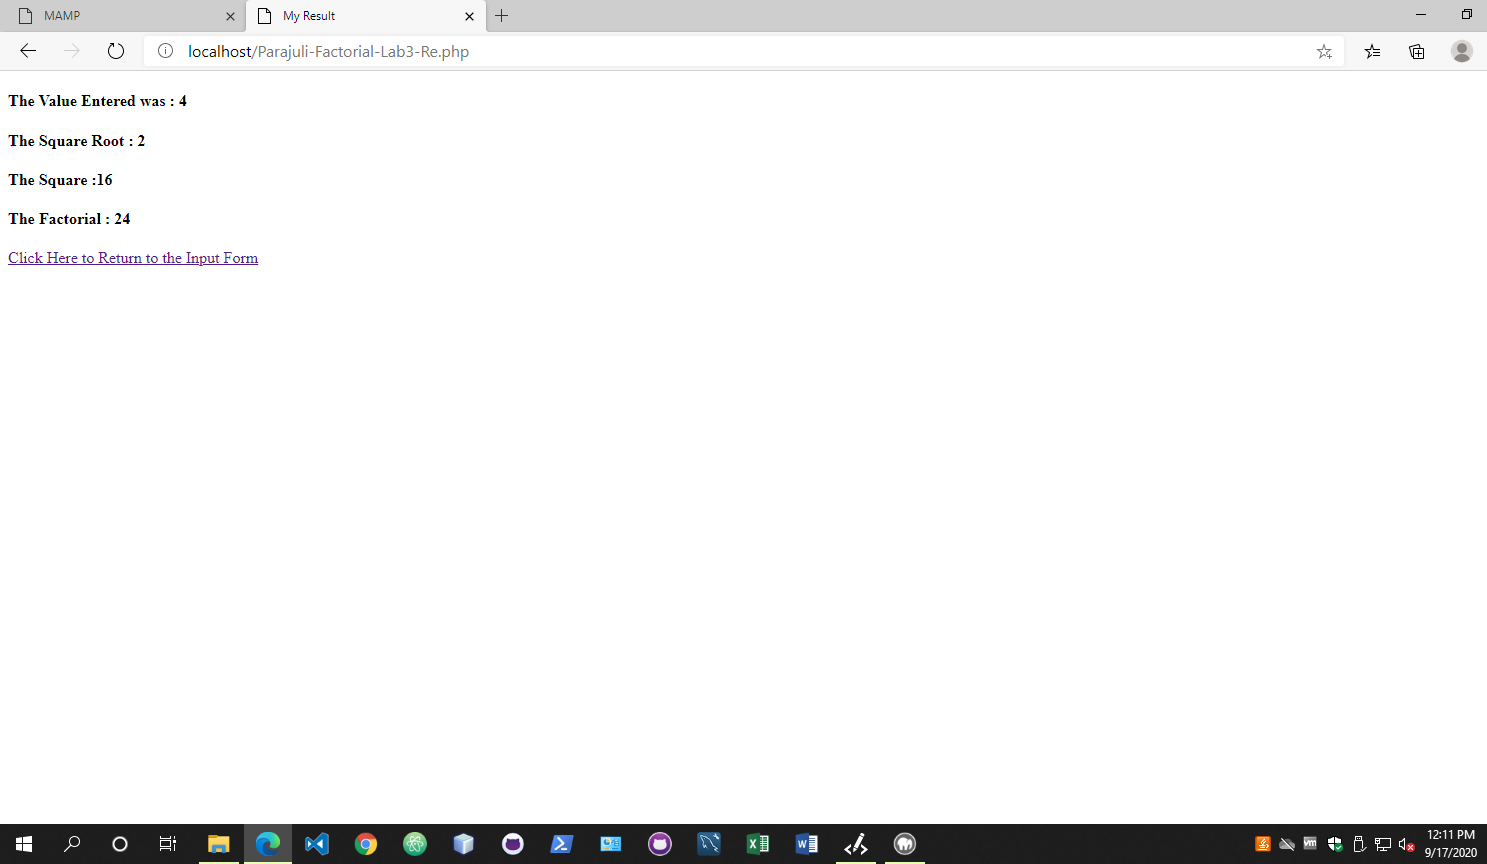 MAMP
My Result
localhost/Parajuli-Factorial-Lab3-Re.php
The Value Entered was : 4
The Square Root : 2
The Square :16
The Factorial : 24
Click Here to Return to the Input Form
12:11 PM
9/17/2020